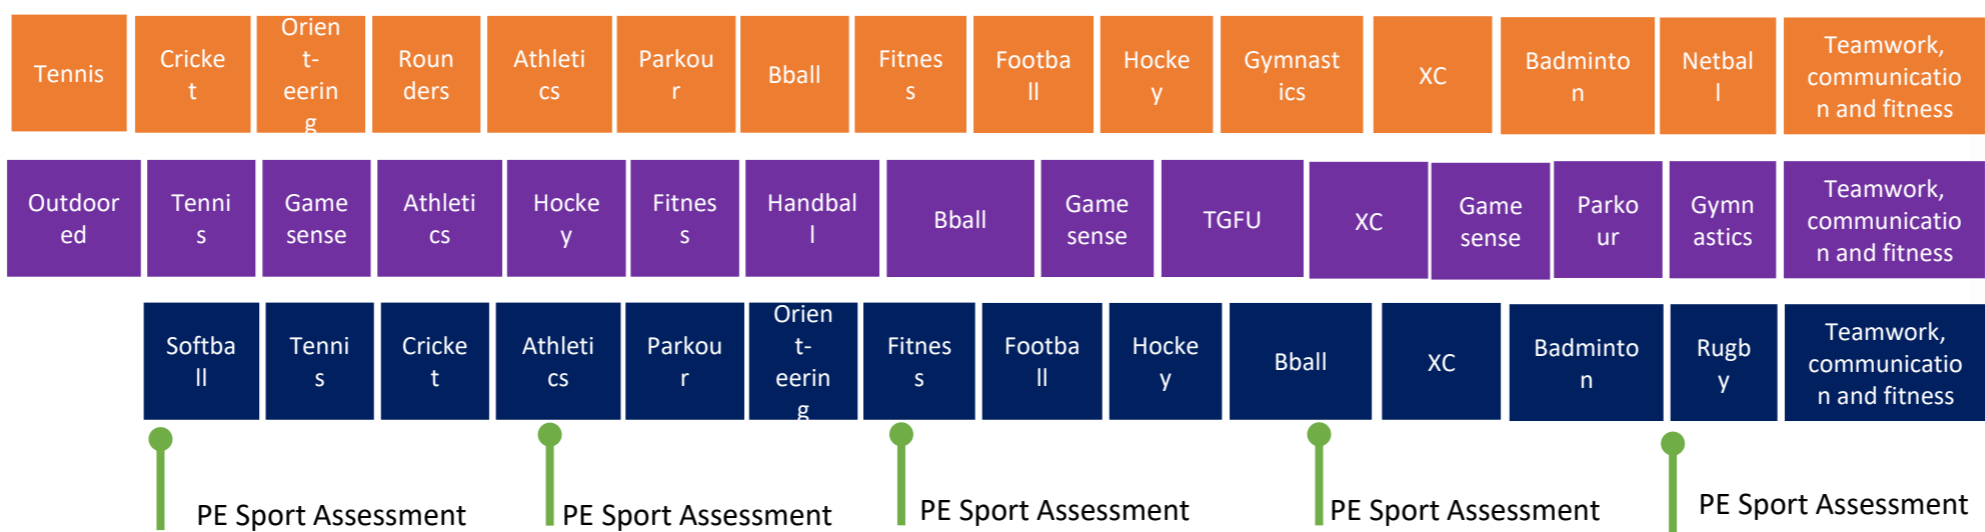 Tennis
Cricke
t
Orien
t-
eerin
g
Roun
ders
Athleti
cs
Parkou
r
Bball
Fitnes
s
Footba
ll
Hocke
y
Gymnast
ics
XC
Badminto
n
Netbal
l
Teamwork,
communicatio
n and fitness
Outdoor
ed
Tenni
s
Game
sense
Athleti
cs
Hocke
y
Fitnes
s
Handbal
l
Bball
Game
sense
TGFU
XC
Game
sense
Parko
ur
Gymn
astics
Teamwork,
communicatio
n and fitness
Softba
ll
Tenni
s
Cricke
t
Athleti
cs
Parkou
r
Orien
t-
eerin
g
Fitnes
s
Footba
ll
Hocke
y
Bball
XC
Badminto
n
Rugb
y
Teamwork,
communicatio
n and fitness
PE Sport Assessment
PE Sport Assessment
PE Sport Assessment
PE Sport Assessment
PE Sport Assessment